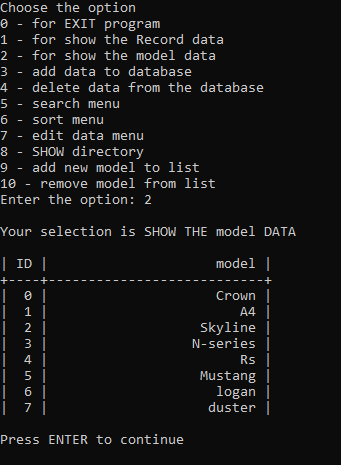 Choose the option
0 - for EXIT program
1 - for show the Record data
2 - for show the model data
3 - add data to database
4 - delete data from the database
5 - search menu
6 - sort menu
7 - edit data menu
8 - SHOW directory
9 - add new model to list
10 - remove model from list
Enter the option: 2
Your selection is SHOW THE model DATA
| ID |                     model |
+----+---------------------------+
|  0 |                     Crown |
|  1 |                        A4 |
|  2 |                   Skyline |
|  3 |                  N-series |
|  4 |                        Rs |
|  5 |                   Mustang |
|  6 |                     logan |
|  7 |                    duster |
Press ENTER to continue